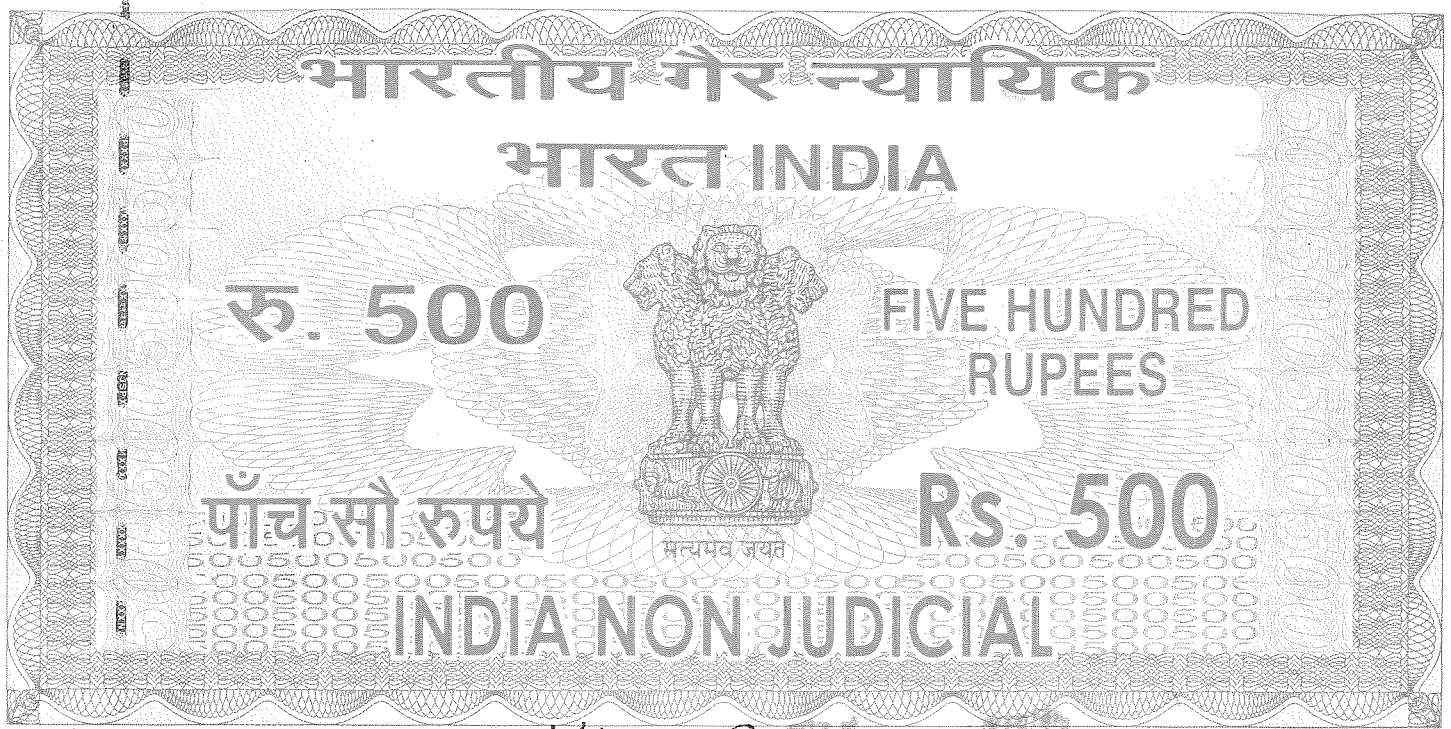 भारतीय गैर न्यायिक
भारत INDIA
रु. 500
FIVE HUNDRED
RUPEES
पाँच सौ रुपये
Rs. 500
सत्यमेव जयते
INDIA NON JUDICIAL